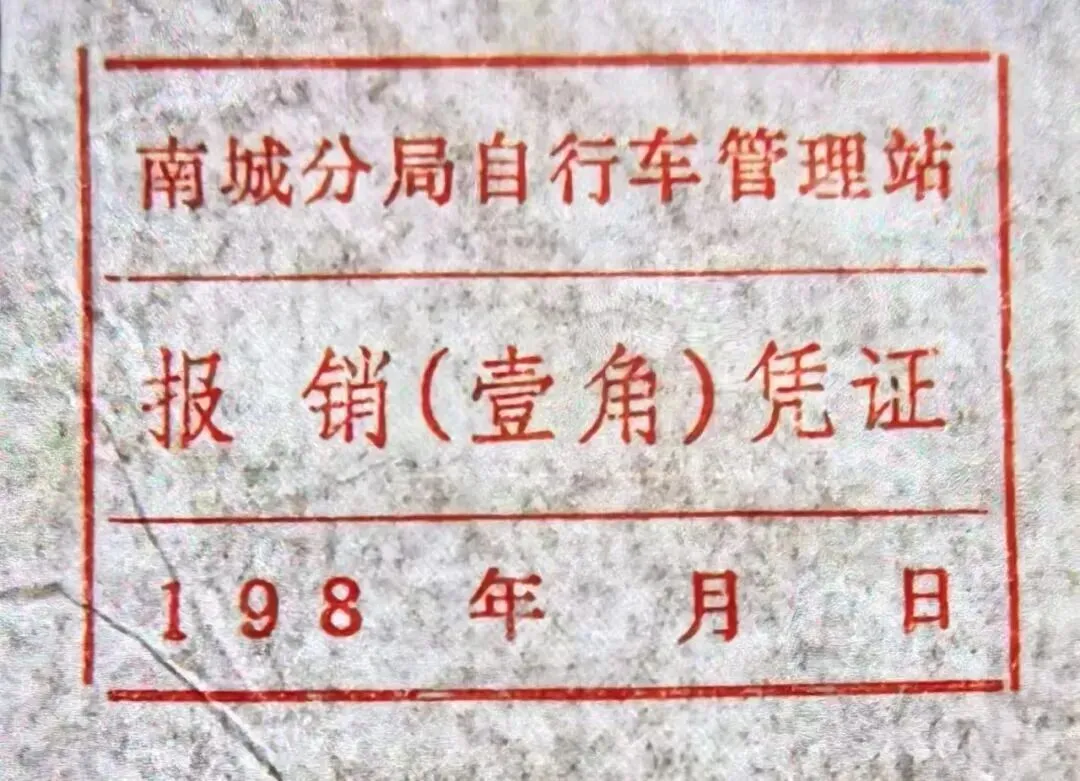 南城分局自行车管理站
报 销(壹角)凭证
198 年 月 日